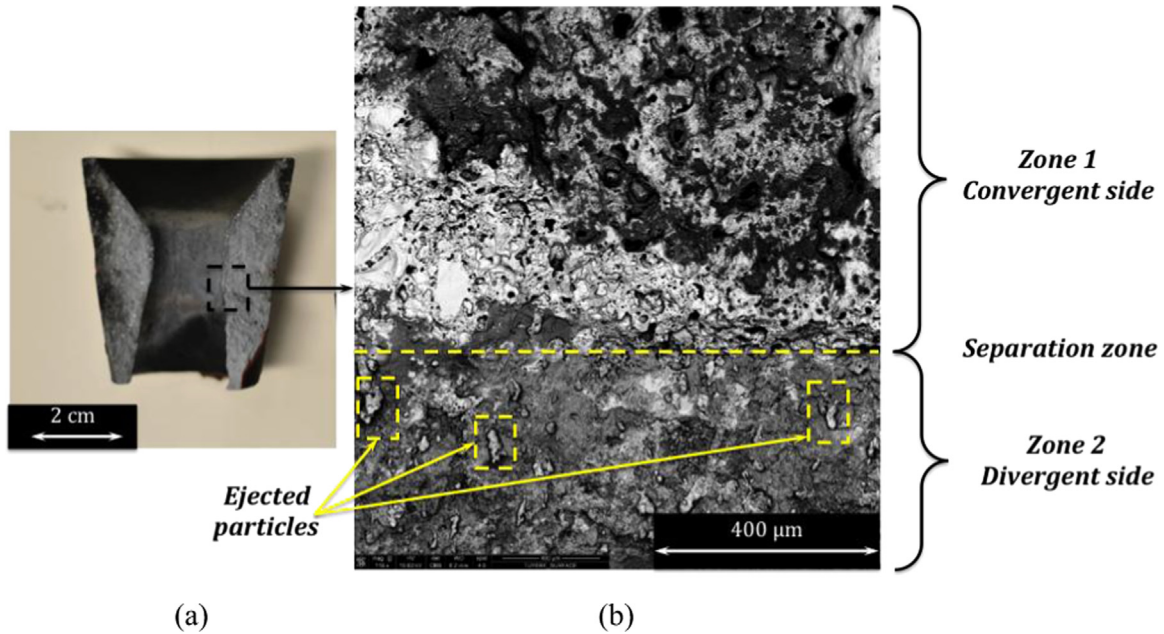 Zone 1
Convergent side
Separation zone
2 cm
Zone 2
Divergent side
Ejected
particles
400 µm
(a)
(b)